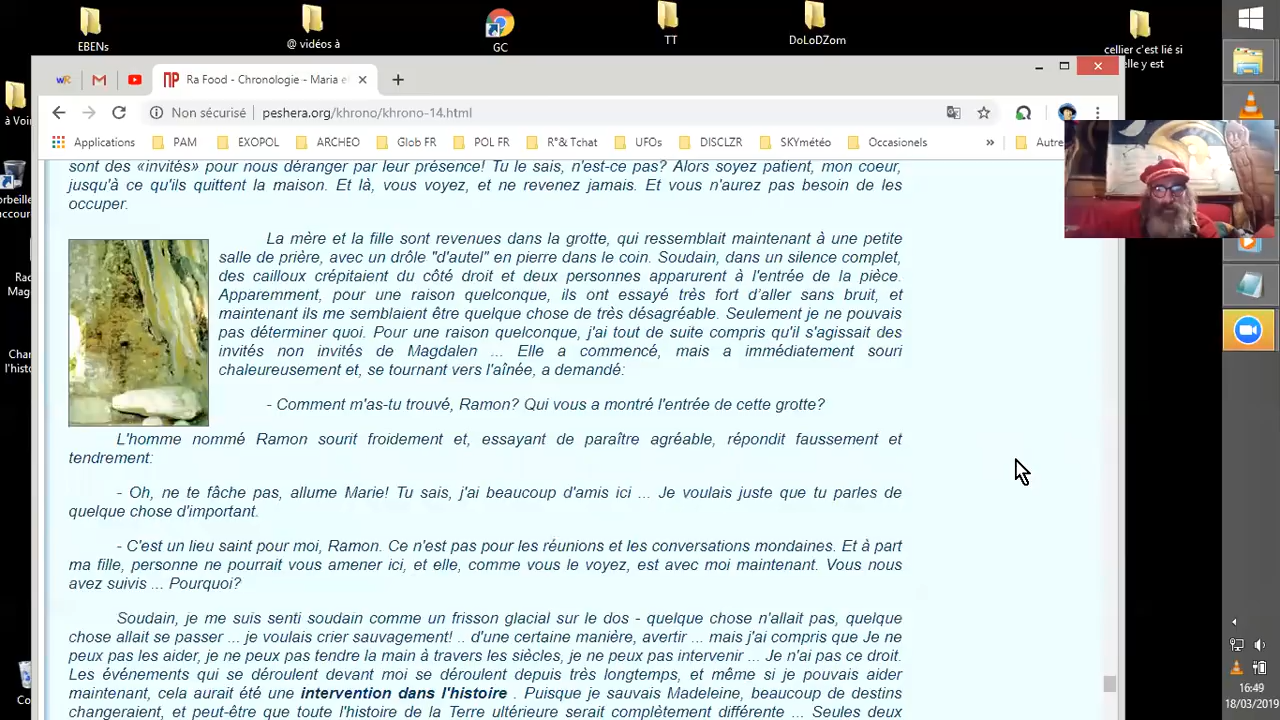 EBENs
@ vidéos à
GC
TT
DoLoDZom
cellier c'est lié si
elle y est
à Voir
Ra Food - Chronologie - Maria e
Non sécurisé
peshera.org/khrono/khrono-14.html
Applications
PAM
EXOPOL
ARCHEO
Glob FR
POL FR
R°& Tchat
UFOs
DISCLZR
SKYmétéo
Occasionels
»
Autre
sont des «invités» pour nous déranger par leur présence! Tu le sais, n'est-ce pas? Alors soyez patient, mon coeur,
jusqu'à ce qu'ils quittent la maison. Et là, vous voyez, et ne revenez jamais. Et vous n'aurez pas besoin de les
occuper.
La mère et la fille sont revenues dans la grotte, qui ressemblait maintenant à une petite
salle de prière, avec un drôle "d'autel" en pierre dans le coin. Soudain, dans un silence complet,
des cailloux crépitaient du côté droit et deux personnes apparurent à l'entrée de la pièce.
Apparemment, pour une raison quelconque, ils ont essayé très fort d'aller sans bruit, et
maintenant ils me semblaient être quelque chose de très désagréable. Seulement je ne pouvais
pas déterminer quoi. Pour une raison quelconque, j'ai tout de suite compris qu'il s'agissait des
invités non invités de Magdalen ... Elle a commencé, mais a immédiatement souri
chaleureusement et, se tournant vers l'aînée, a demandé:
- Comment m'as-tu trouvé, Ramon? Qui vous a montré l'entrée de cette grotte?
L'homme nommé Ramon sourit froidement et, essayant de paraître agréable, répondit faussement et
tendrement:
- Oh, ne te fâche pas, allume Marie! Tu sais, j'ai beaucoup d'amis ici ... Je voulais juste que tu parles de
quelque chose d'important.
- C'est un lieu saint pour moi, Ramon. Ce n'est pas pour les réunions et les conversations mondaines. Et à part
ma fille, personne ne pourrait vous amener ici, et elle, comme vous le voyez, est avec moi maintenant. Vous nous
avez suivis ... Pourquoi?
Soudain, je me suis senti soudain comme un frisson glacial sur le dos - quelque chose n'allait pas, quelque
chose allait se passer ... je voulais crier sauvagement! .. d'une certaine manière, avertir ... mais j'ai compris que Je ne
peux pas les aider, je ne peux pas tendre la main à travers les siècles, je ne peux pas intervenir ... Je n'ai pas ce droit.
Les événements qui se déroulent devant moi se déroulent depuis très longtemps, et même si je pouvais aider
maintenant, cela aurait été une intervention dans l'histoire . Puisque je sauvais Madeleine, beaucoup de destins
changeraient, et peut-être que toute l'histoire de la Terre ultérieure serait complètement différente ... Seules deux
16:49
18/03/2019